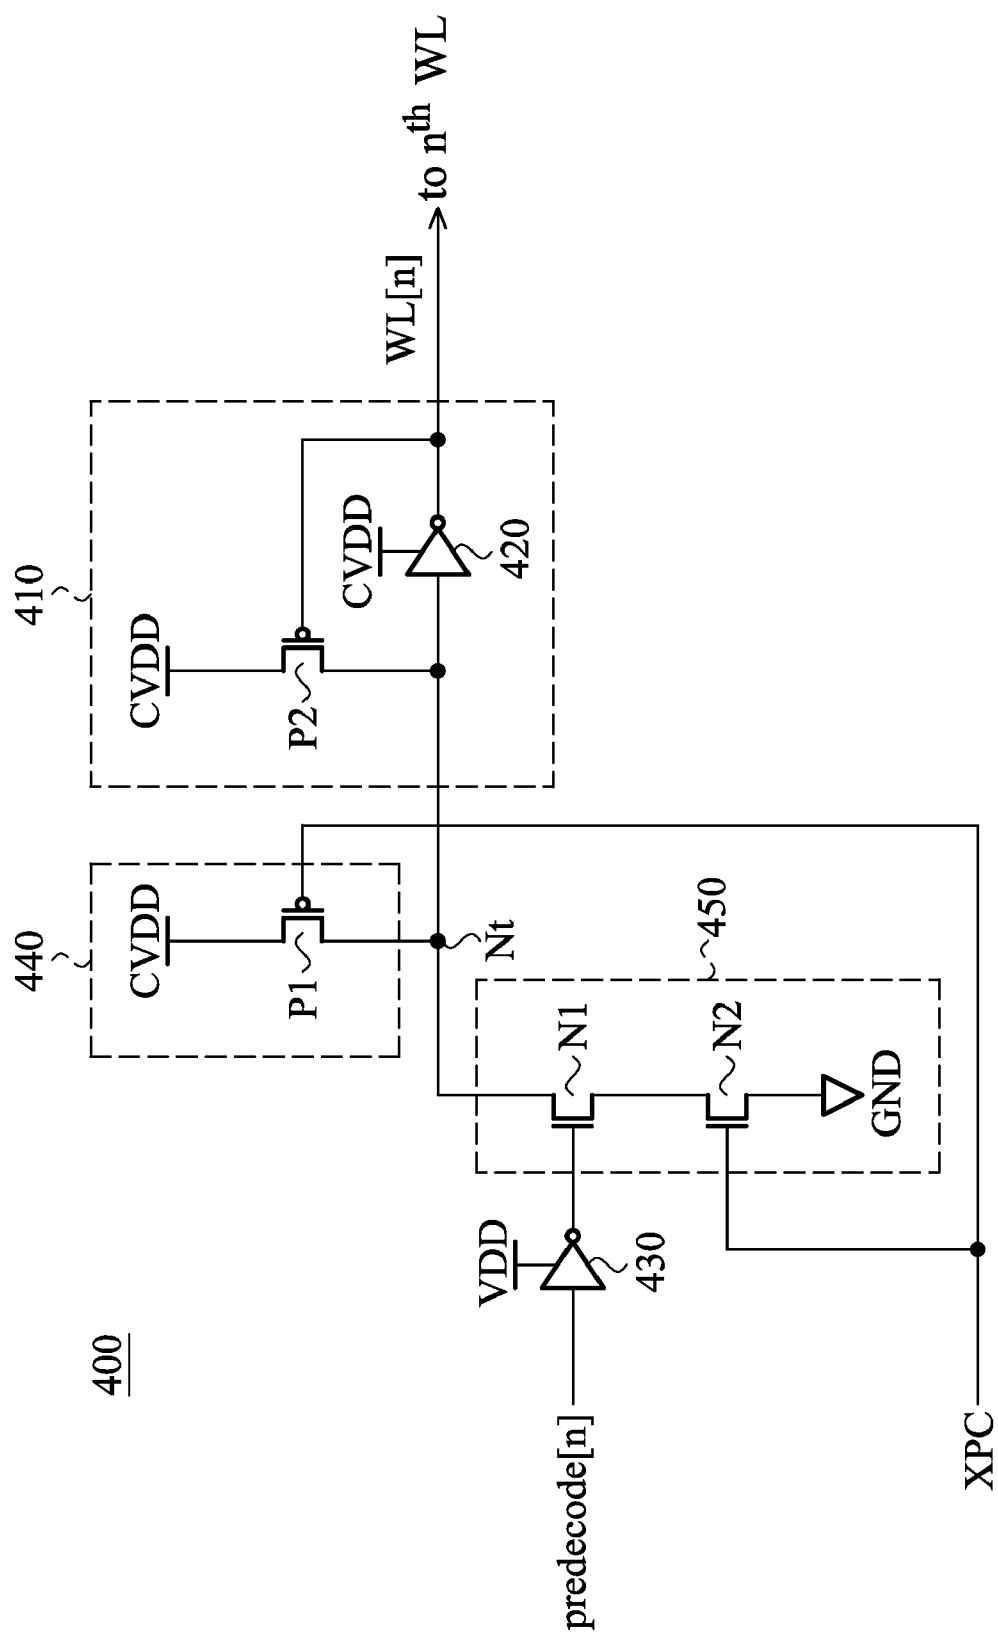 400
440
410
CVDD
CVDD
P1
P2
CVDD
420
WL[n]
to nth WL
Nt
VDD
430
predecode[n]
N1
N2
450
GND
XPC